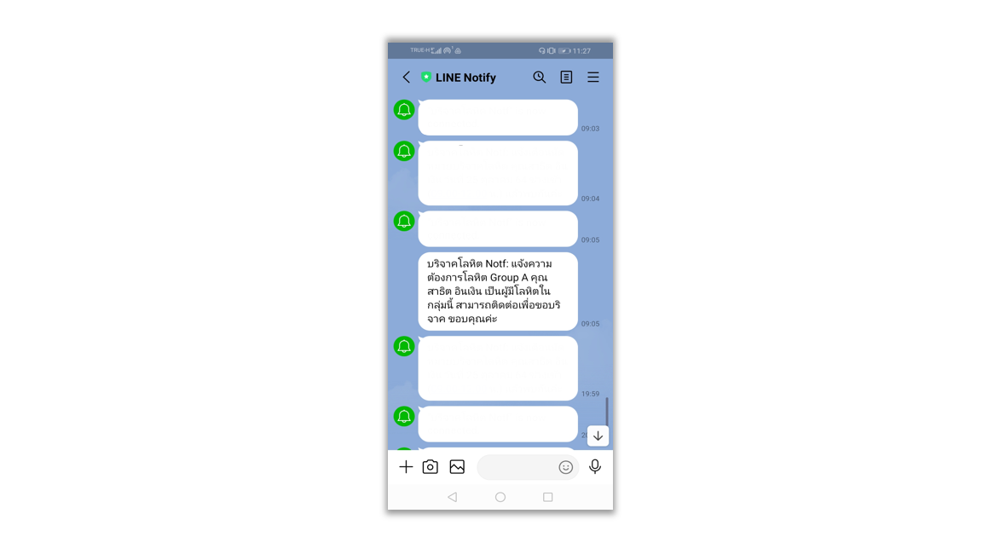 TRUE-H 11:27
LINE Notify
09:03
09:04
09:05
บริจาคโลหิต Notf: แจ้งความ
ต้องการโลหิต Group A คุณ
สาธิต อินเงิน เป็นผู้มีโลหิตใน
กลุ่มนี้ สามารถติดต่อเพื่อขอบริ
จาค ขอบคุณค่ะ
09:05
19:59